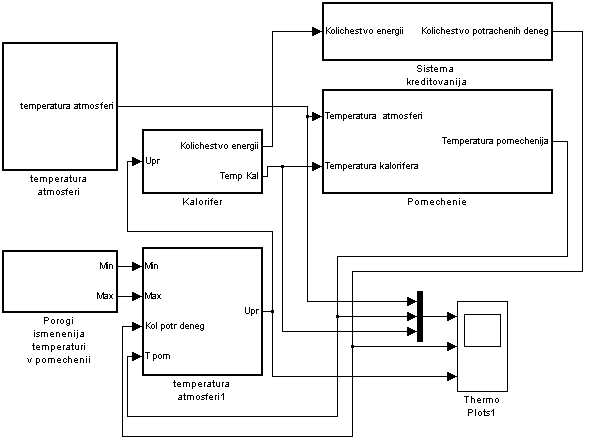 Kolichestvo energii
Kolichestvo potrachenih deneg
Sistema
kreditovanija
temperatura atmosferi
temperatura
atmosferi
Temperatura atmosferi
Temperatura pomechenija
Temperatura kalorifera
Pomechenie
Kolichestvo energii
Upr
Temp Kal
Kalorifer
Min
Max
Porogi
ismenenija
temperaturi
v pomechenii
Min
Max
Kol potr deneg
T pom
Upr
temperatura
atmosferi1
Thermo
Plots1